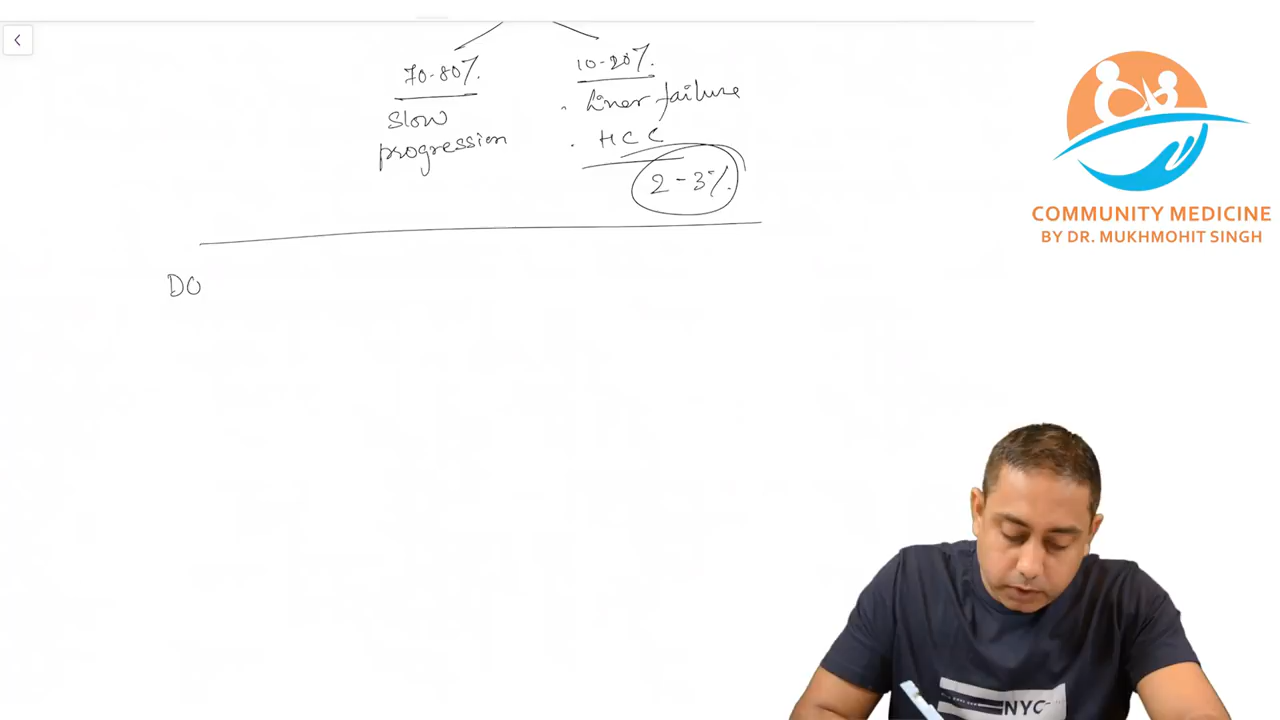 70-80%.
slow
progression
10-20%.
. Liver failure
. HCC
2-3%.
DO
COMMUNITY MEDICINE
BY DR. MUKHMOHIT SINGH
NYC